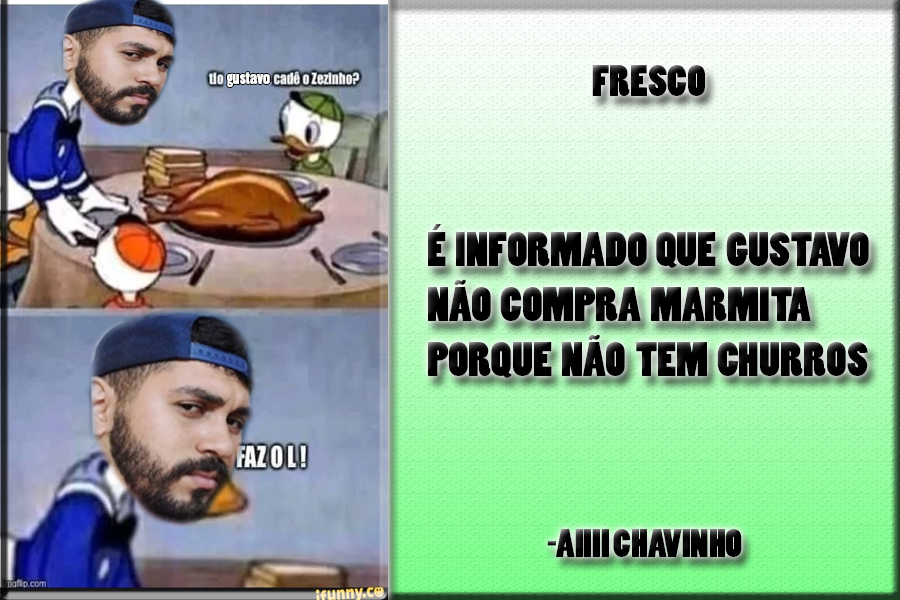 tio gustavo cadê o Zezinho?
FAZ O L!
imgflip.com
ifunny.co
FRESCO
É INFORMADO QUE GUSTAVO
NÃO COMPRA MARMITA
PORQUE NÃO TEM CHURROS
-AIIII CHAVINHO